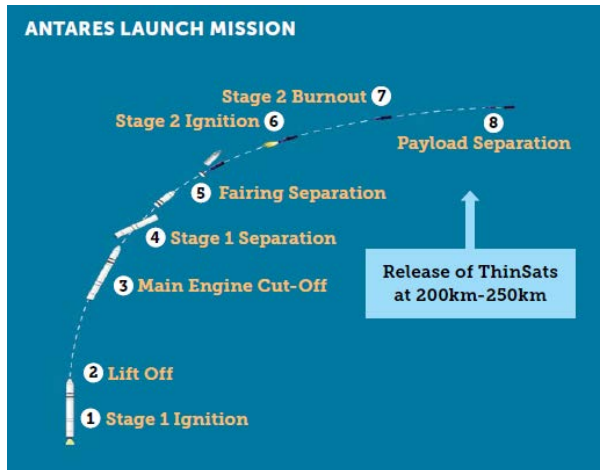 ANTARES LAUNCH MISSION
Stage 2 Burnout 7
Stage 2 Ignition 6
8
Payload Separation
5 Fairing Separation
4 Stage 1 Separation
Release of ThinSats
at 200km-250km
3 Main Engine Cut-Off
2 Lift Off
1 Stage 1 Ignition